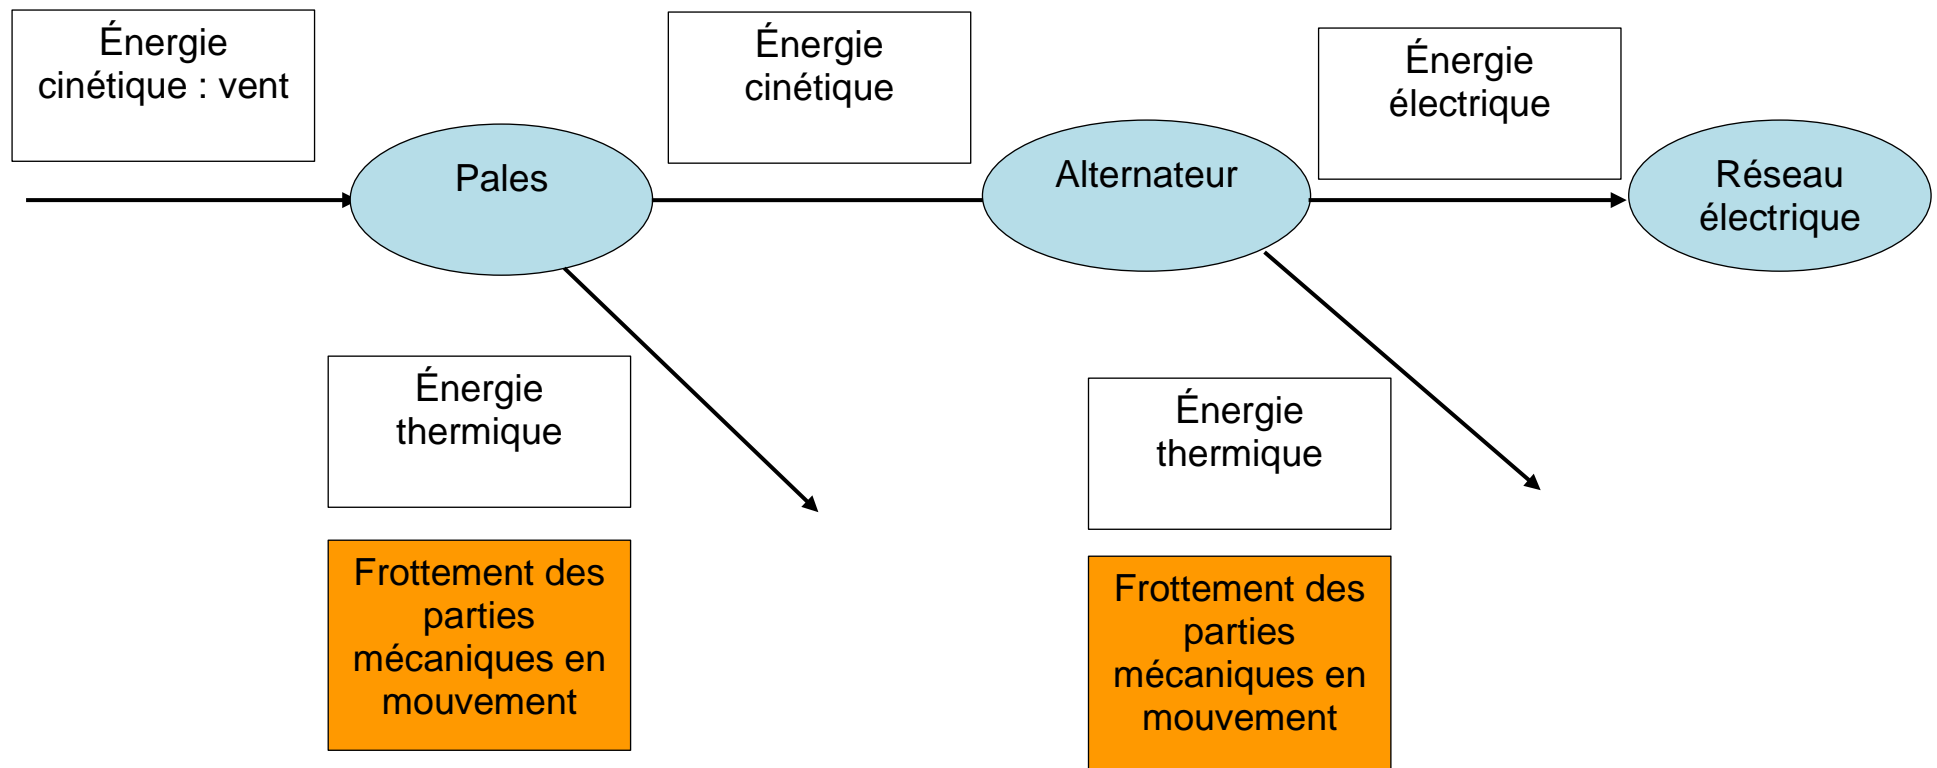 Énergie
cinétique : vent
Énergie
cinétique
Énergie
électrique
Pales
Alternateur
Réseau
électrique
Énergie
thermique
Énergie
thermique
Frottement des
parties
mécaniques en
mouvement
Frottement des
parties
mécaniques en
mouvement